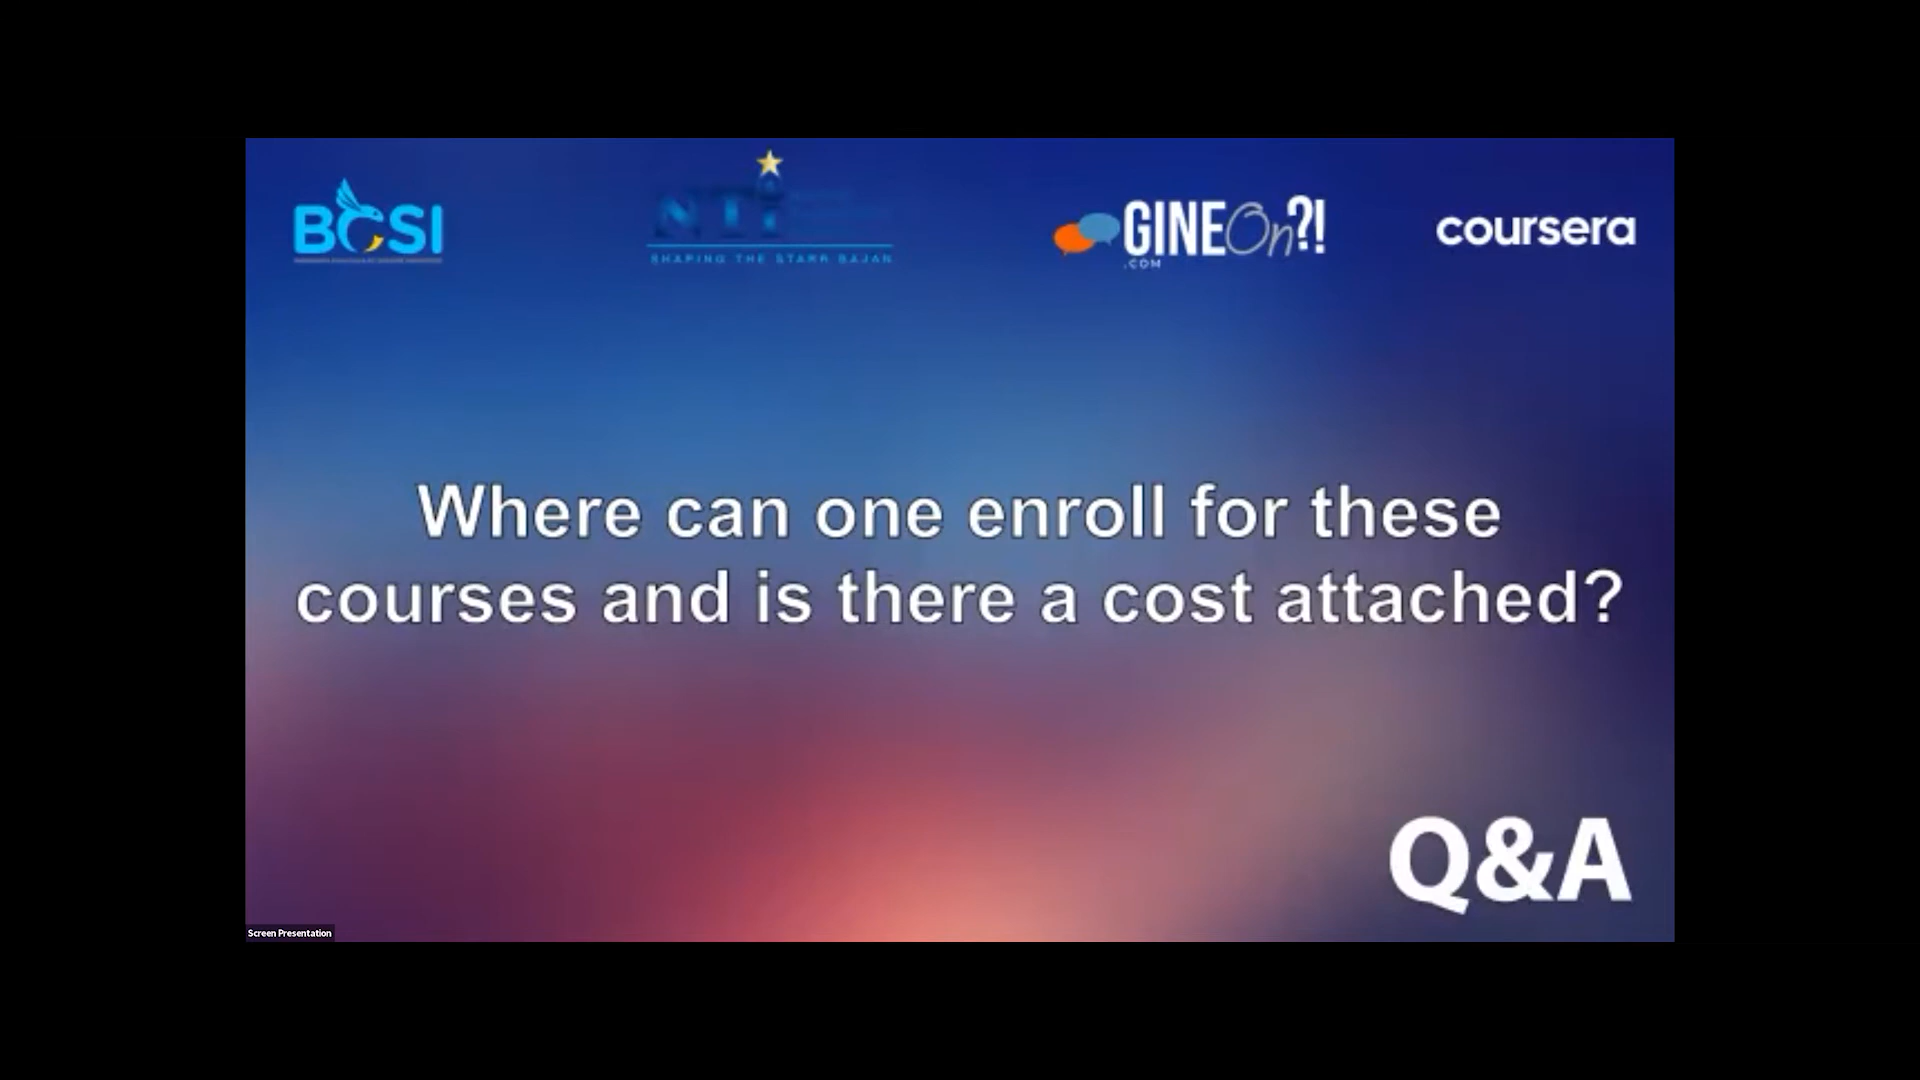 BCSI
NTi
SHAPING THE STARR BAJAN
GINEOn?!
.COM
coursera
Where can one enroll for these
courses and is there a cost attached?
Q&A
Screen Presentation